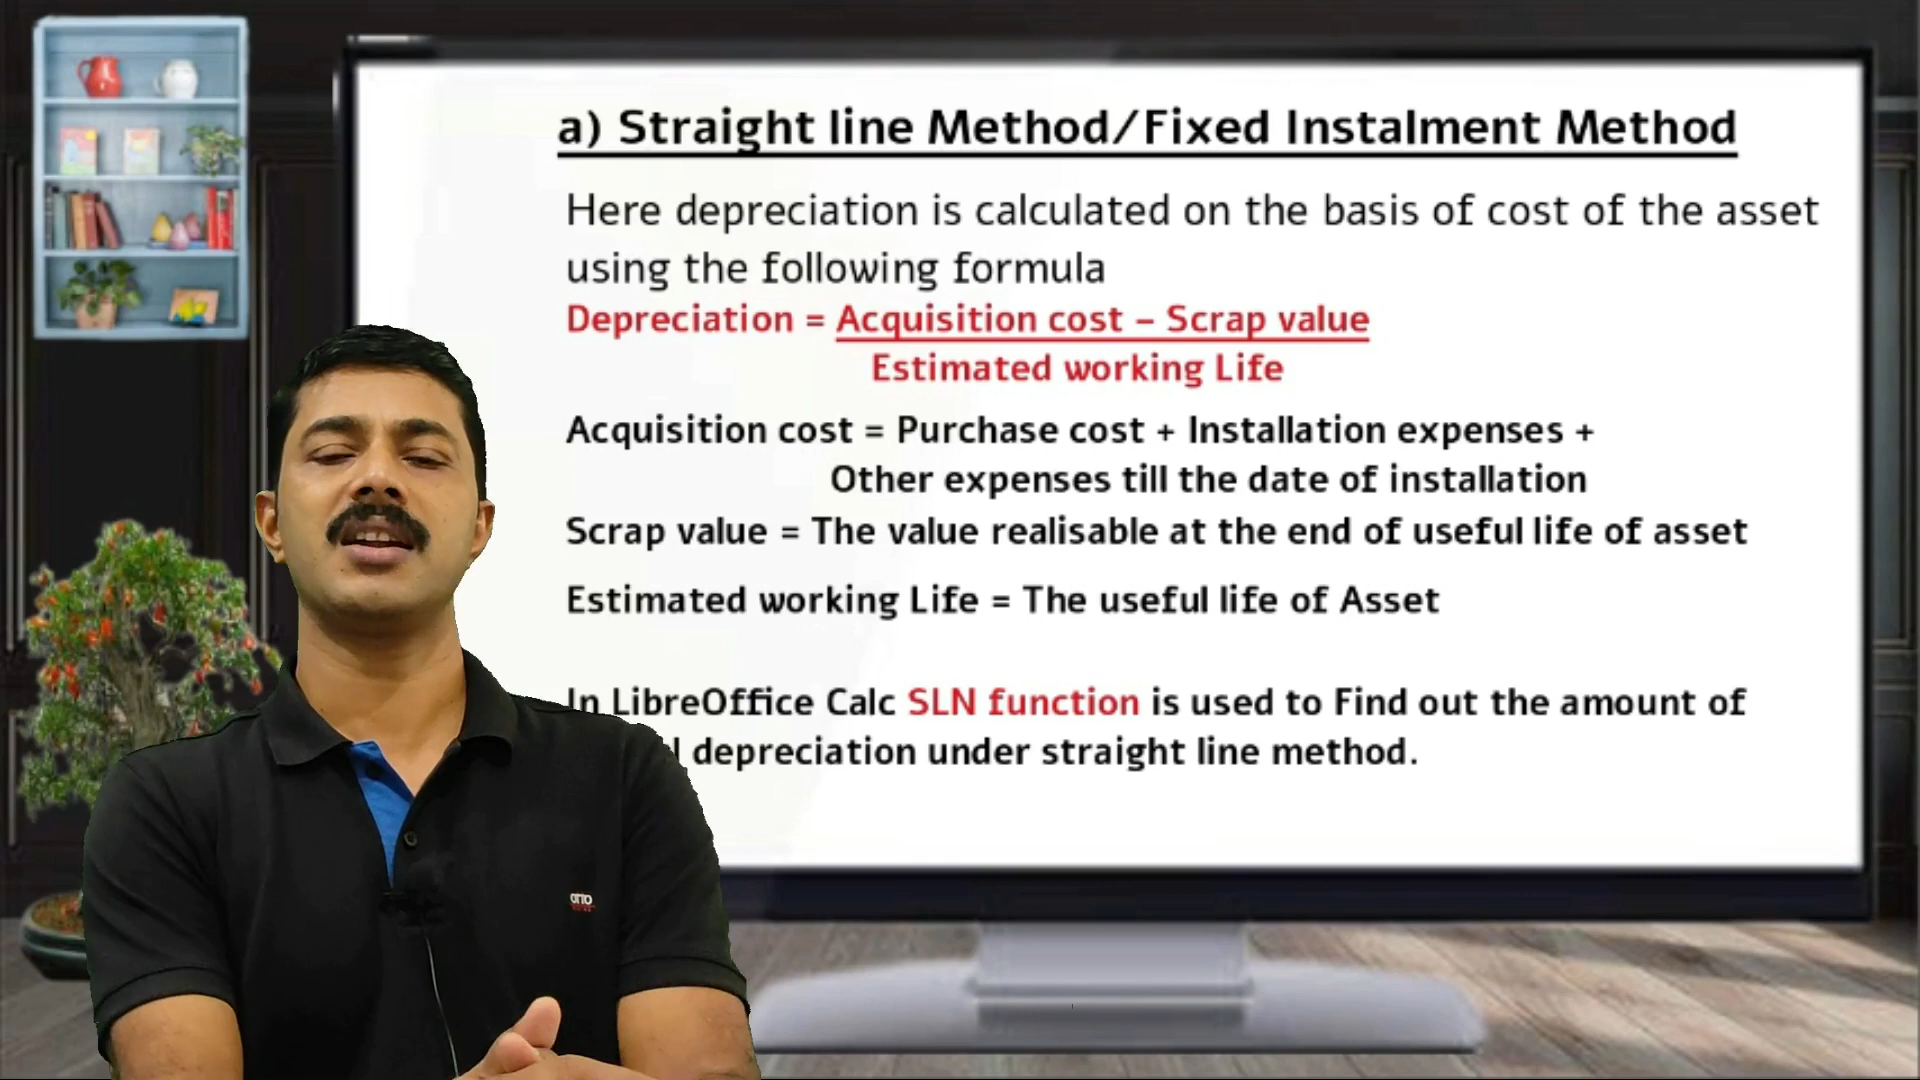 a) Straight line Method/Fixed Instalment Method
Here depreciation is calculated on the basis of cost of the asset
using the following formula
Depreciation = Acquisition cost – Scrap value
Estimated working Life
Acquisition cost = Purchase cost + Installation expenses +
Other expenses till the date of installation
Scrap value = The value realisable at the end of useful life of asset
Estimated working Life = The useful life of Asset
In LibreOffice Calc SLN function is used to Find out the amount of
depreciation under straight line method.